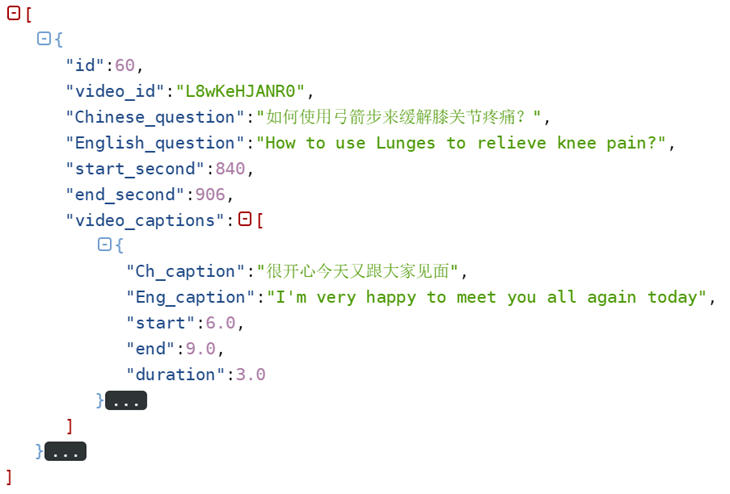 [
{
"id":60,
"video_id":"L8wKeHJANR0",
"Chinese_question":"如何使用弓箭步来缓解膝关节疼痛？",
"English_question":"How to use Lunges to relieve knee pain?",
"start_second":840,
"end_second":906,
"video_captions":[
{
"Ch_caption":"很开心今天又跟大家见面",
"Eng_caption":"I'm very happy to meet you all again today",
"start":6.0,
"end":9.0,
"duration":3.0
}...
]
}...
]